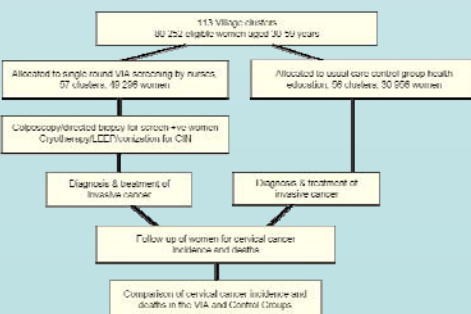 113 Village clusters
80 252 eligible women aged 30-59 years
Allocated to single round VIA screening by nurses,
57 clusters, 49 296 women
Allocated to usual care control group health
education, 56 clusters, 30 956 women
Colposcopy/directed biopsy for screen +ve women
Cryotherapy/LEEP/conization for CIN
Diagnosis & treatment of
invasive cancer
Diagnosis & treatment of
invasive cancer
Follow up of women for cervical cancer
incidence and deaths
Comparison of cervical cancer incidence and
deaths in the VIA and Control Groups